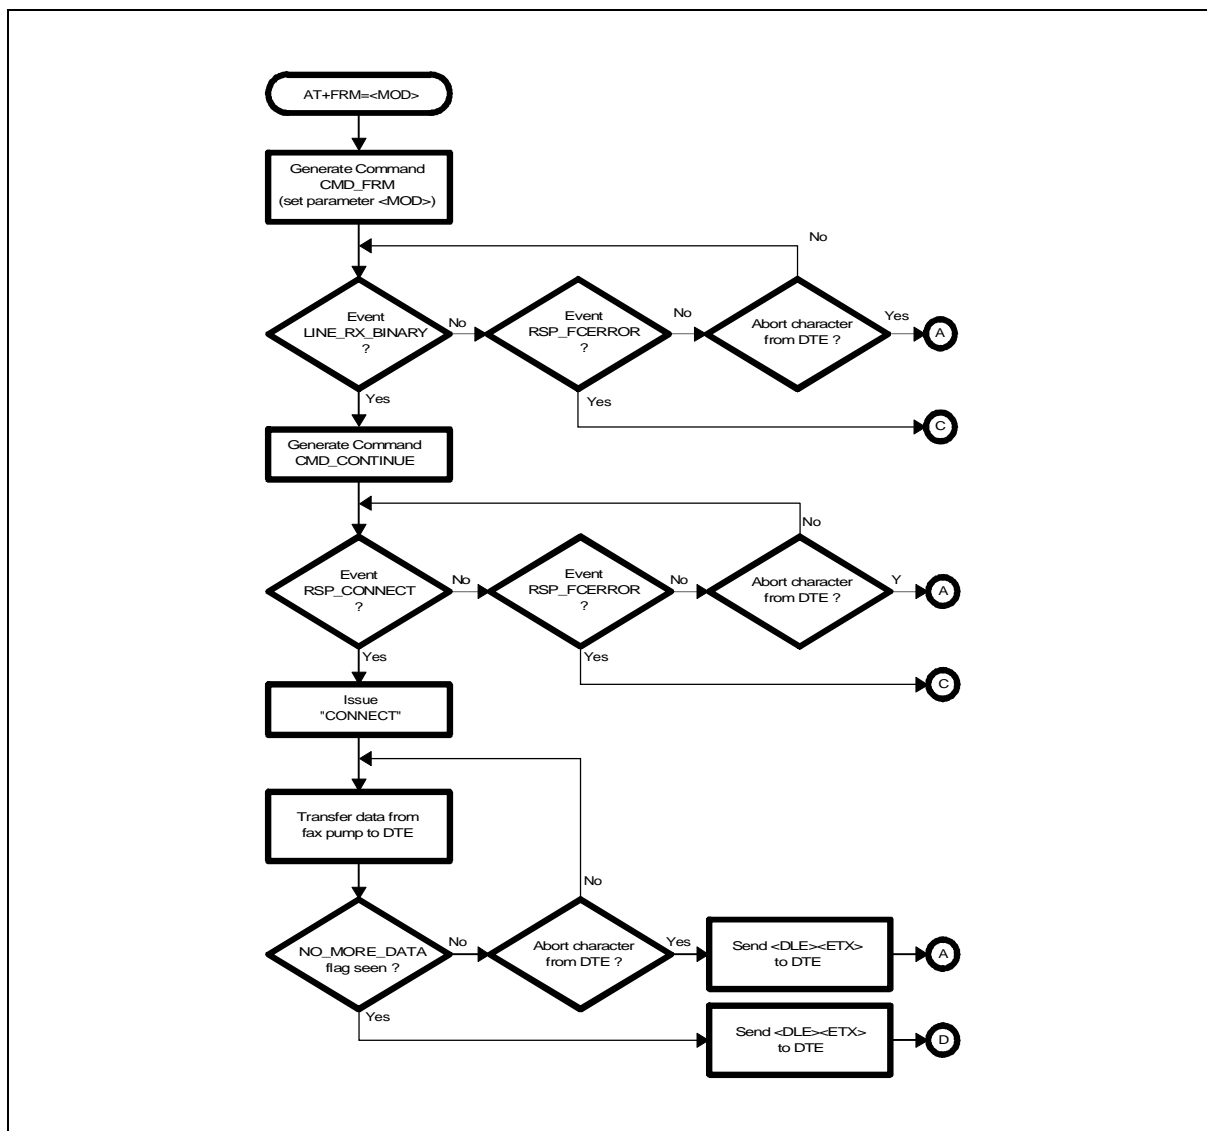 AT+FRM=<MOD>
Generate Command
CMD_FRM
(set parameter <MOD>)
No
Event
LINE_RX_BINARY
?
No
Event
RSP_FCERROR
?
No
Abort character
from DTE ?
Yes
A
Yes
Yes
C
Generate Command
CMD_CONTINUE
No
Event
RSP_CONNECT
?
No
Event
RSP_FCERROR
?
No
Abort character
from DTE ?
Y
A
Yes
Yes
C
Issue
"CONNECT"
Transfer data from
fax pump to DTE
No
NO_MORE_DATA
flag seen ?
No
Abort character
from DTE ?
Yes
Send <DLE><ETX>
to DTE
A
Yes
Send <DLE><ETX>
to DTE
D